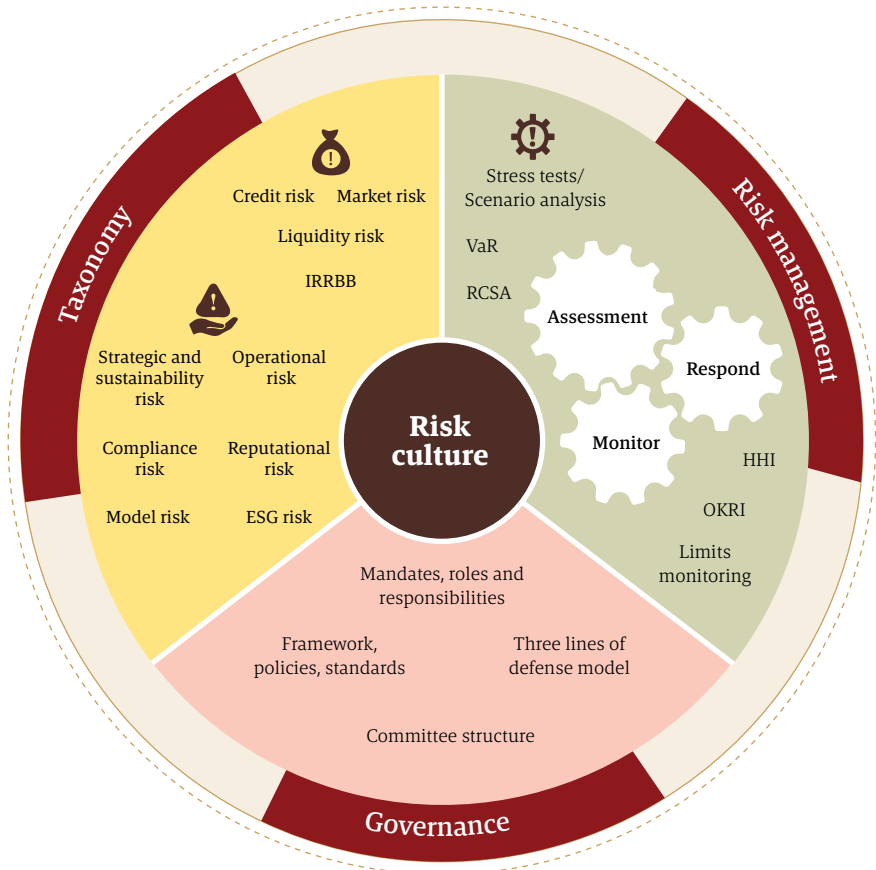 Taxonomy
Credit risk
Market risk
Liquidity risk
IRRBB
Strategic and
sustainability
risk
Operational
risk
Compliance
risk
Reputational
risk
Model risk
ESG risk
Risk management
Stress tests/
Scenario analysis
VaR
RCSA
Assessment
Respond
Monitor
HHI
OKRI
Limits
monitoring
Risk
culture
Mandates, roles and
responsibilities
Framework,
policies, standards
Three lines of
defense model
Committee structure
Governance